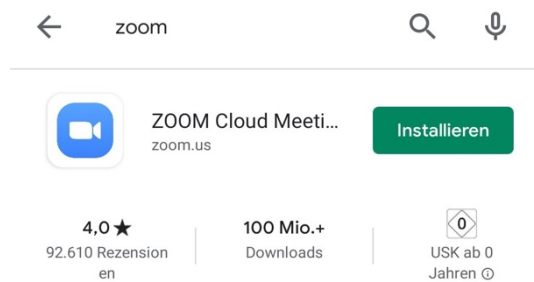 zoom
ZOOM Cloud Meeti...
zoom.us
Installieren
4,0★
92.610 Rezension
en
100 Mio.+
Downloads
0
USK ab 0
Jahren